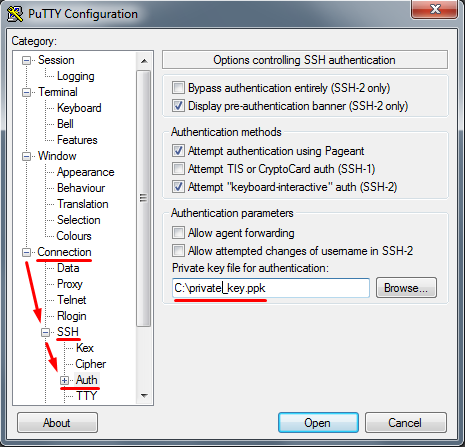 PuTTY Configuration
Category:
Session
Logging
Terminal
Keyboard
Bell
Features
Window
Appearance
Behaviour
Translation
Selection
Colours
Connection
Data
Proxy
Telnet
Rlogin
SSH
Kex
Cipher
Auth
TTY
Options controlling SSH authentication
Bypass authentication entirely (SSH-2 only)
Display pre-authentication banner (SSH-2 only)
Authentication methods
Attempt authentication using Pageant
Attempt TIS or CryptoCard auth (SSH-1)
Attempt "keyboard-interactive" auth (SSH-2)
Authentication parameters
Allow agent forwarding
Allow attempted changes of username in SSH-2
Private key file for authentication:
C:\private_key.ppk
Browse...
About
Open
Cancel